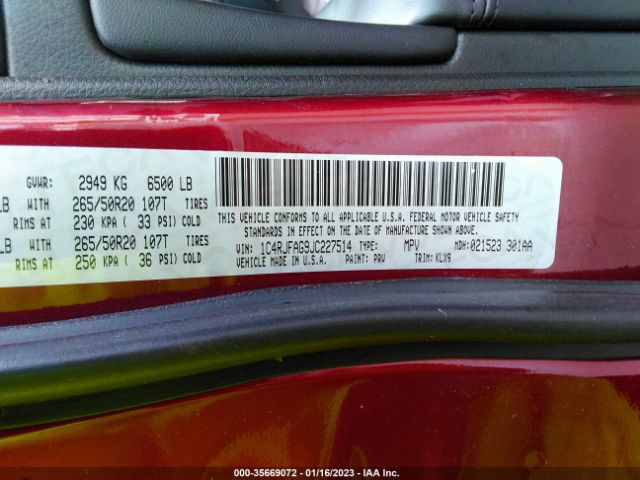 GVWR: 2949 KG 6500 LB
LB WITH 265/50R20 107T TIRES
RIMS AT 230 KPA ( 33 PSI) COLD
LB WITH 265/50R20 107T TIRES
RIMS AT 250 KPA ( 36 PSI) COLD
THIS VEHICLE CONFORMS TO ALL APPLICABLE U.S.A. FEDERAL MOTOR VEHICLE SAFETY
STANDARDS IN EFFECT ON THE DATE OF MANUFACTURE SHOWN ABOVE.
VIN: 1C4RJFAG9JC227514 TYPE: MPV MDH:021523 301AA
VEHICLE MADE IN U.S.A. PAINT: PRV TRIM: KLX9
000-35669072 - 01/16/2023 - IAA Inc.